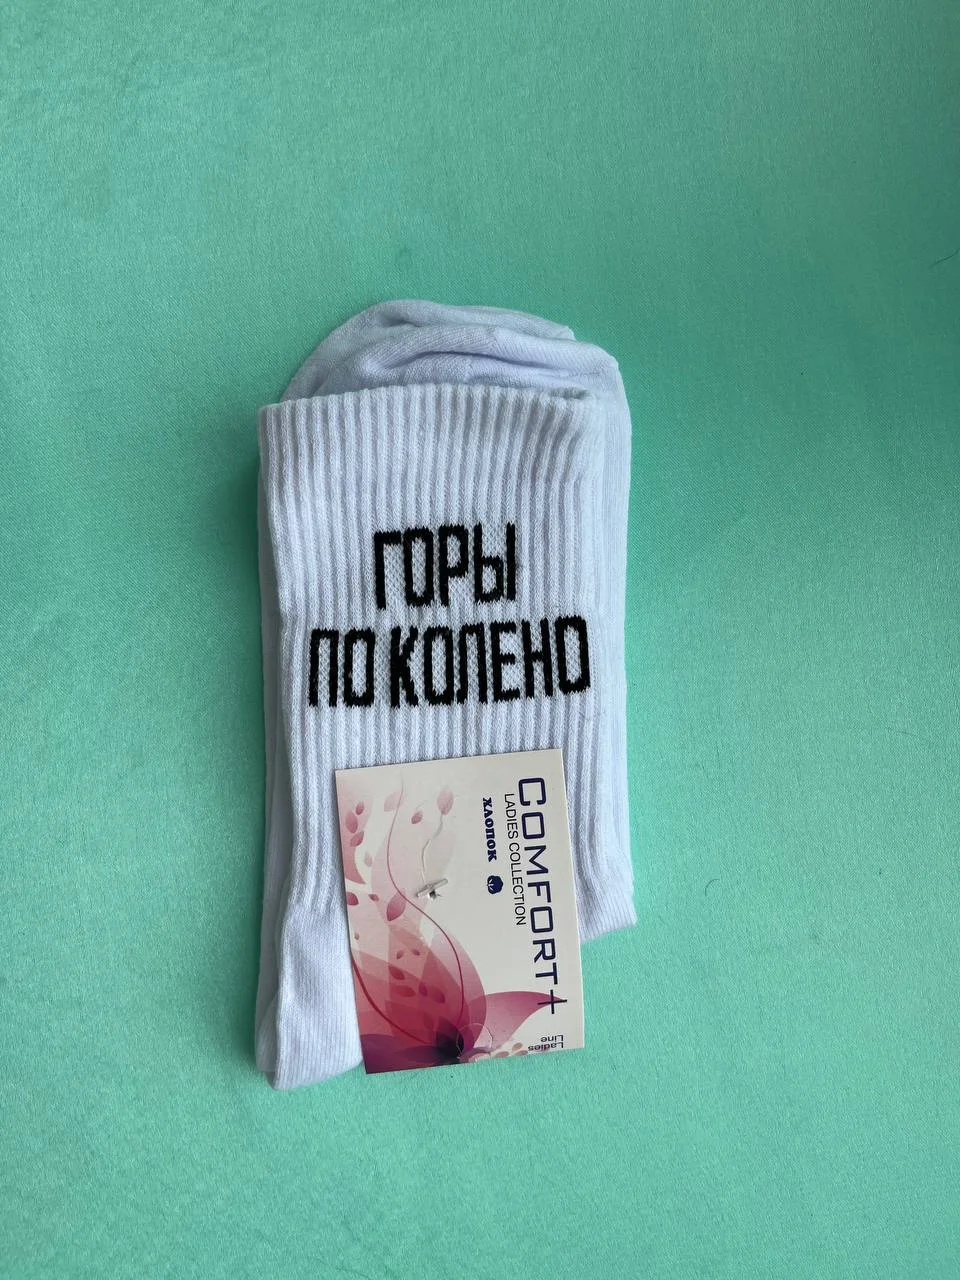 ГОРЫ
ПО КОЛЕНО
COMFORT+
LADIES COLLECTION
ХЛОПОК
Ladies
Line